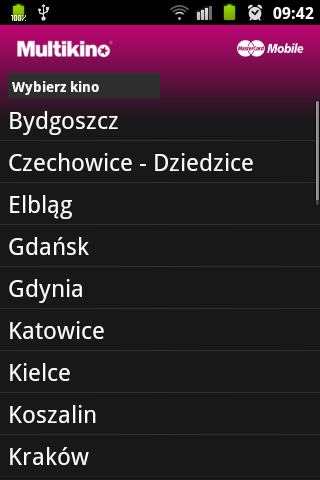 100%
09:42
Multikino
MasterCard Mobile
Wybierz kino
Bydgoszcz
Czechowice - Dziedzice
Elbląg
Gdańsk
Gdynia
Katowice
Kielce
Koszalin
Kraków